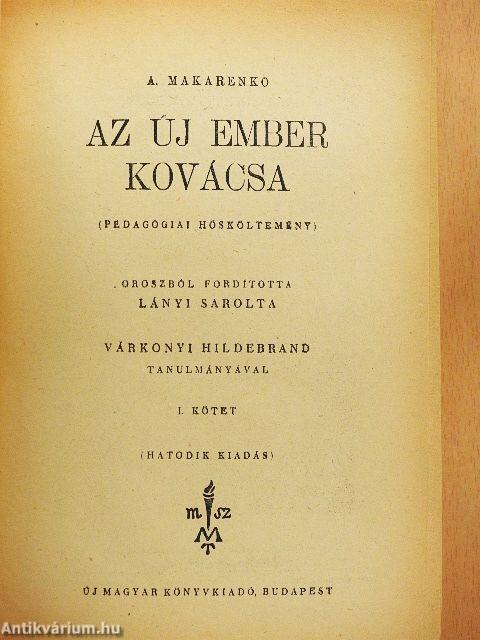 A. MAKARENKO
AZ ÚJ EMBER
KOVÁCSA
(PEDAGÓGIAI HŐSKÖLTEMÉNY)
OROSZBÓL FORDÍTOTTA
LÁNYI SAROLTA
VÁRKONYI HILDEBRAND
TANULMÁNYÁVAL
I. KÖTET
(HATODIK KIADÁS)
m sz
M
T
ÚJ MAGYAR KÖNYVKIADÓ, BUDAPEST
Antikvárium.hu